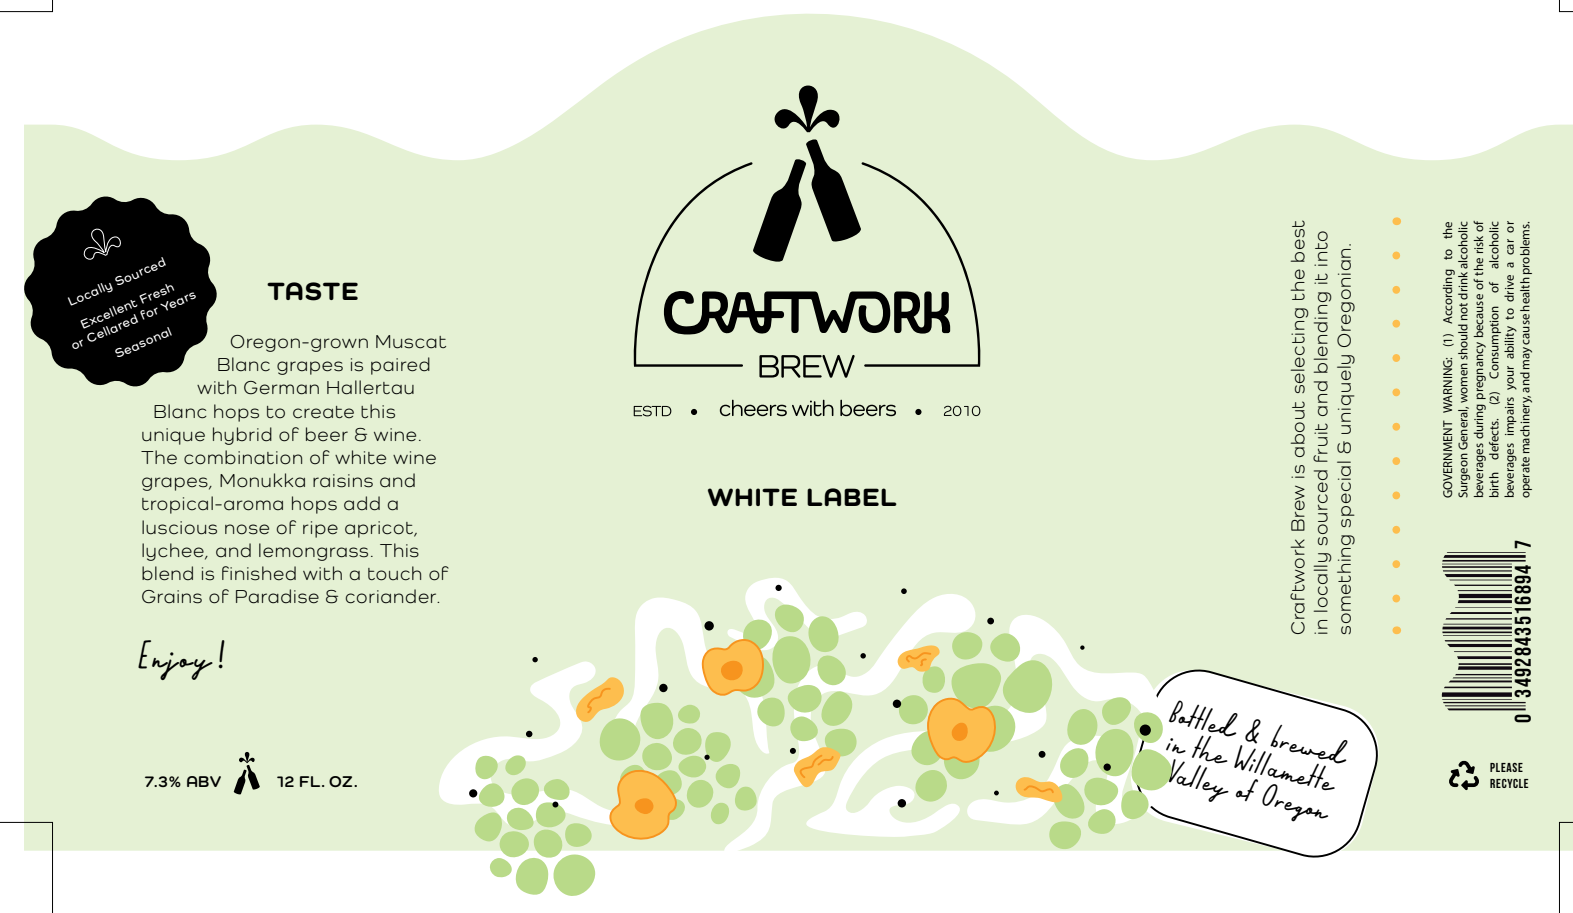 Locally Sourced
Excellent Fresh
or Cellared for Years
Seasonal
TASTE
Oregon-grown Muscat
Blanc grapes is paired
with German Hallertau
Blanc hops to create this
unique hybrid of beer & wine.
The combination of white wine
grapes, Monukka raisins and
tropical-aroma hops add a
luscious nose of ripe apricot,
lychee, and lemongrass. This
blend is finished with a touch of
Grains of Paradise & coriander.
Enjoy!
7.3% ABV
12 FL. OZ.
CRAFTWORK
BREW
ESTD • cheers with beers • 2010
WHITE LABEL
Bottled & brewed
in the Willamette
Valley of Oregon
Craftwork Brew is about selecting the best
in locally sourced fruit and blending it into
something special & uniquely Oregonian.
GOVERNMENT WARNING: (1) According to the
Surgeon General, women should not drink alcoholic
beverages during pregnancy because of the risk of
birth defects. (2) Consumption of alcoholic
beverages impairs your ability to drive a car or
operate machinery, and may cause health problems.
0 3492843516894 7
PLEASE
RECYCLE